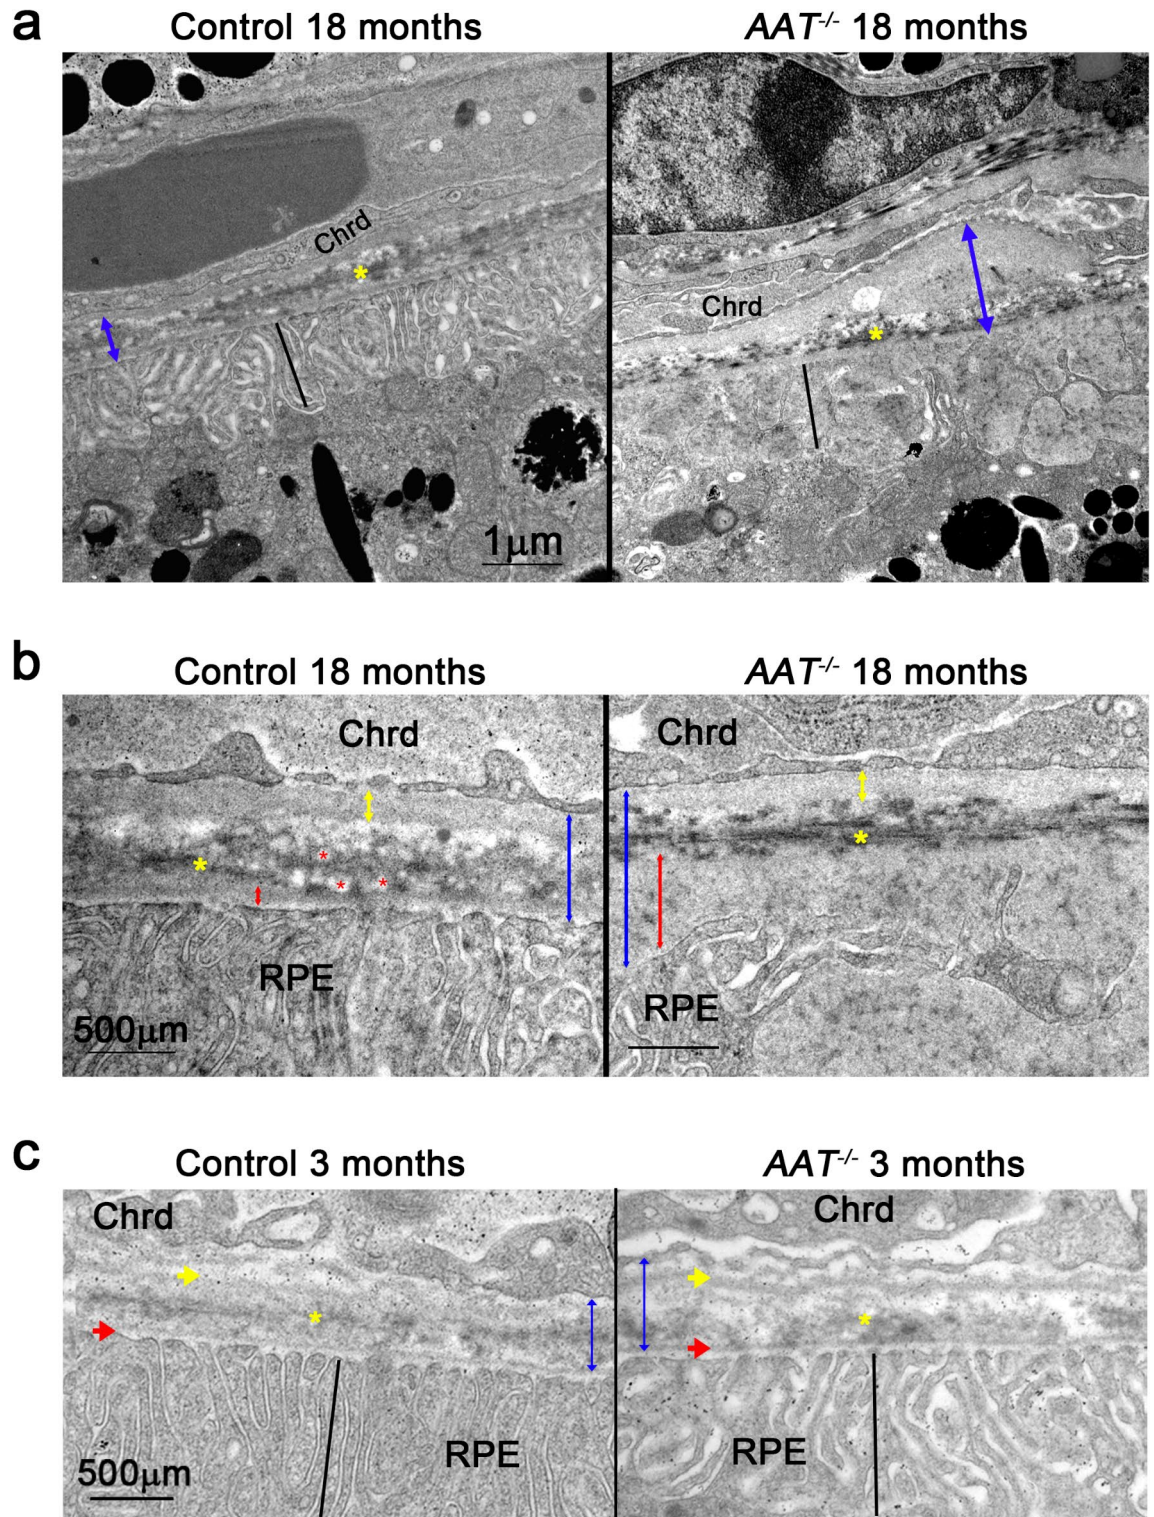 a
Control 18 months
AAT-/- 18 months
Chrd
*
Chrd
*
1μm
b
Control 18 months
AAT-/- 18 months
Chrd
Chrd
*
*
*
*
*
RPE
RPE
500μm
c
Control 3 months
AAT-/- 3 months
Chrd
Chrd
*
*
RPE
RPE
500μm